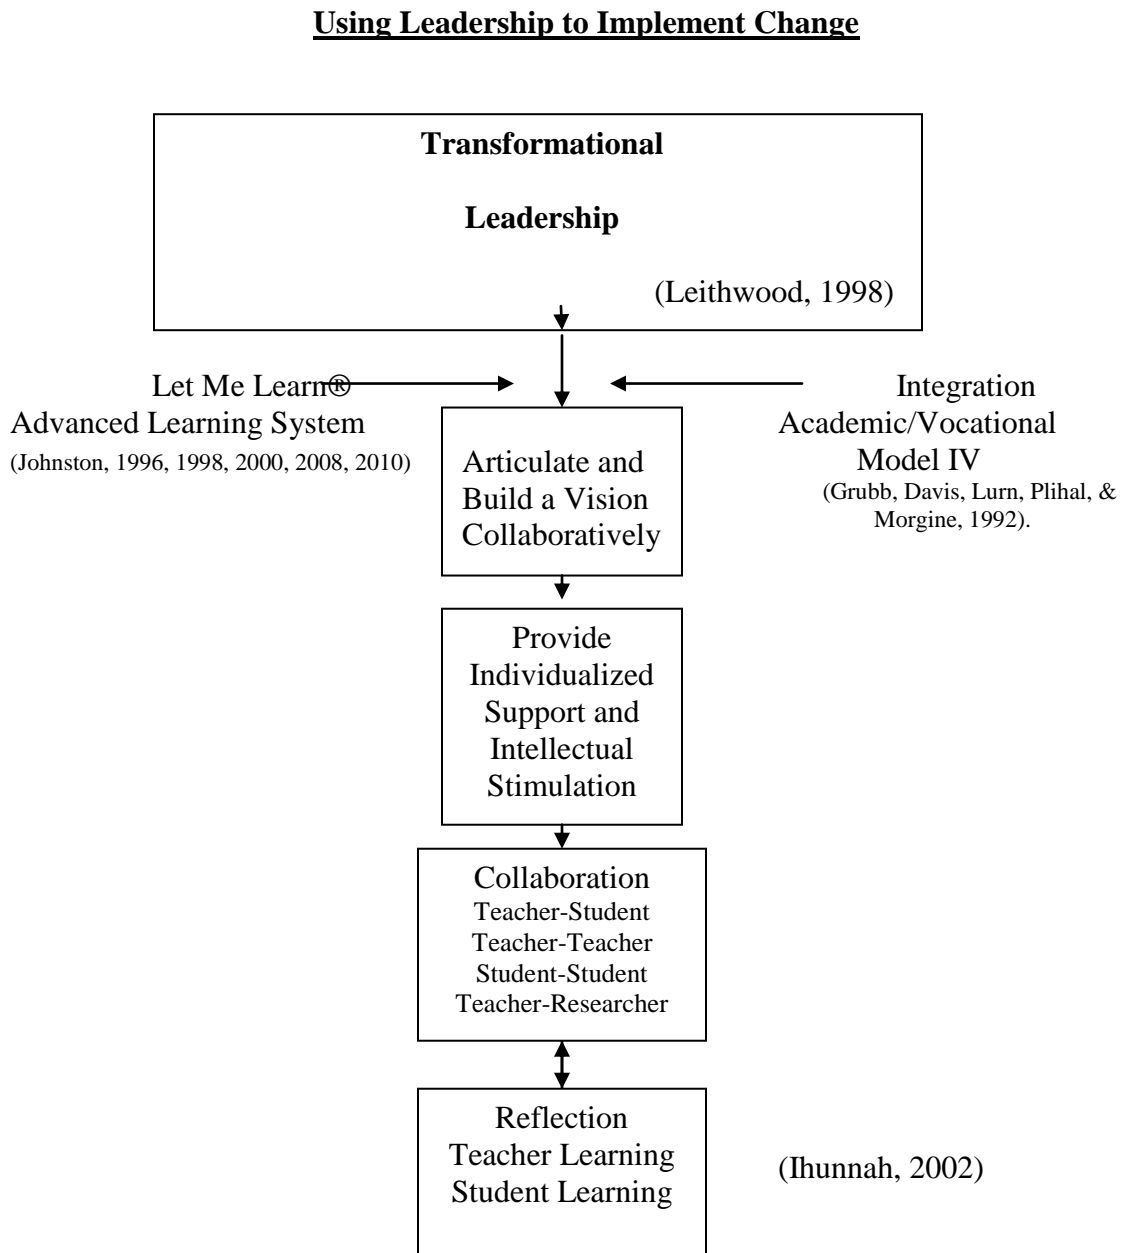 Using Leadership to Implement Change
Transformational
Leadership
(Leithwood, 1998)
Let Me Learn®
Advanced Learning System
(Johnston, 1996, 1998, 2000, 2008, 2010)
Integration
Academic/Vocational
Model IV
(Grubb, Davis, Lurn, Plihal, &
Morgine, 1992).
Articulate and
Build a Vision
Collaboratively
Provide
Individualized
Support and
Intellectual
Stimulation
Collaboration
Teacher-Student
Teacher-Teacher
Student-Student
Teacher-Researcher
Reflection
Teacher Learning
Student Learning
(Ihunnah, 2002)